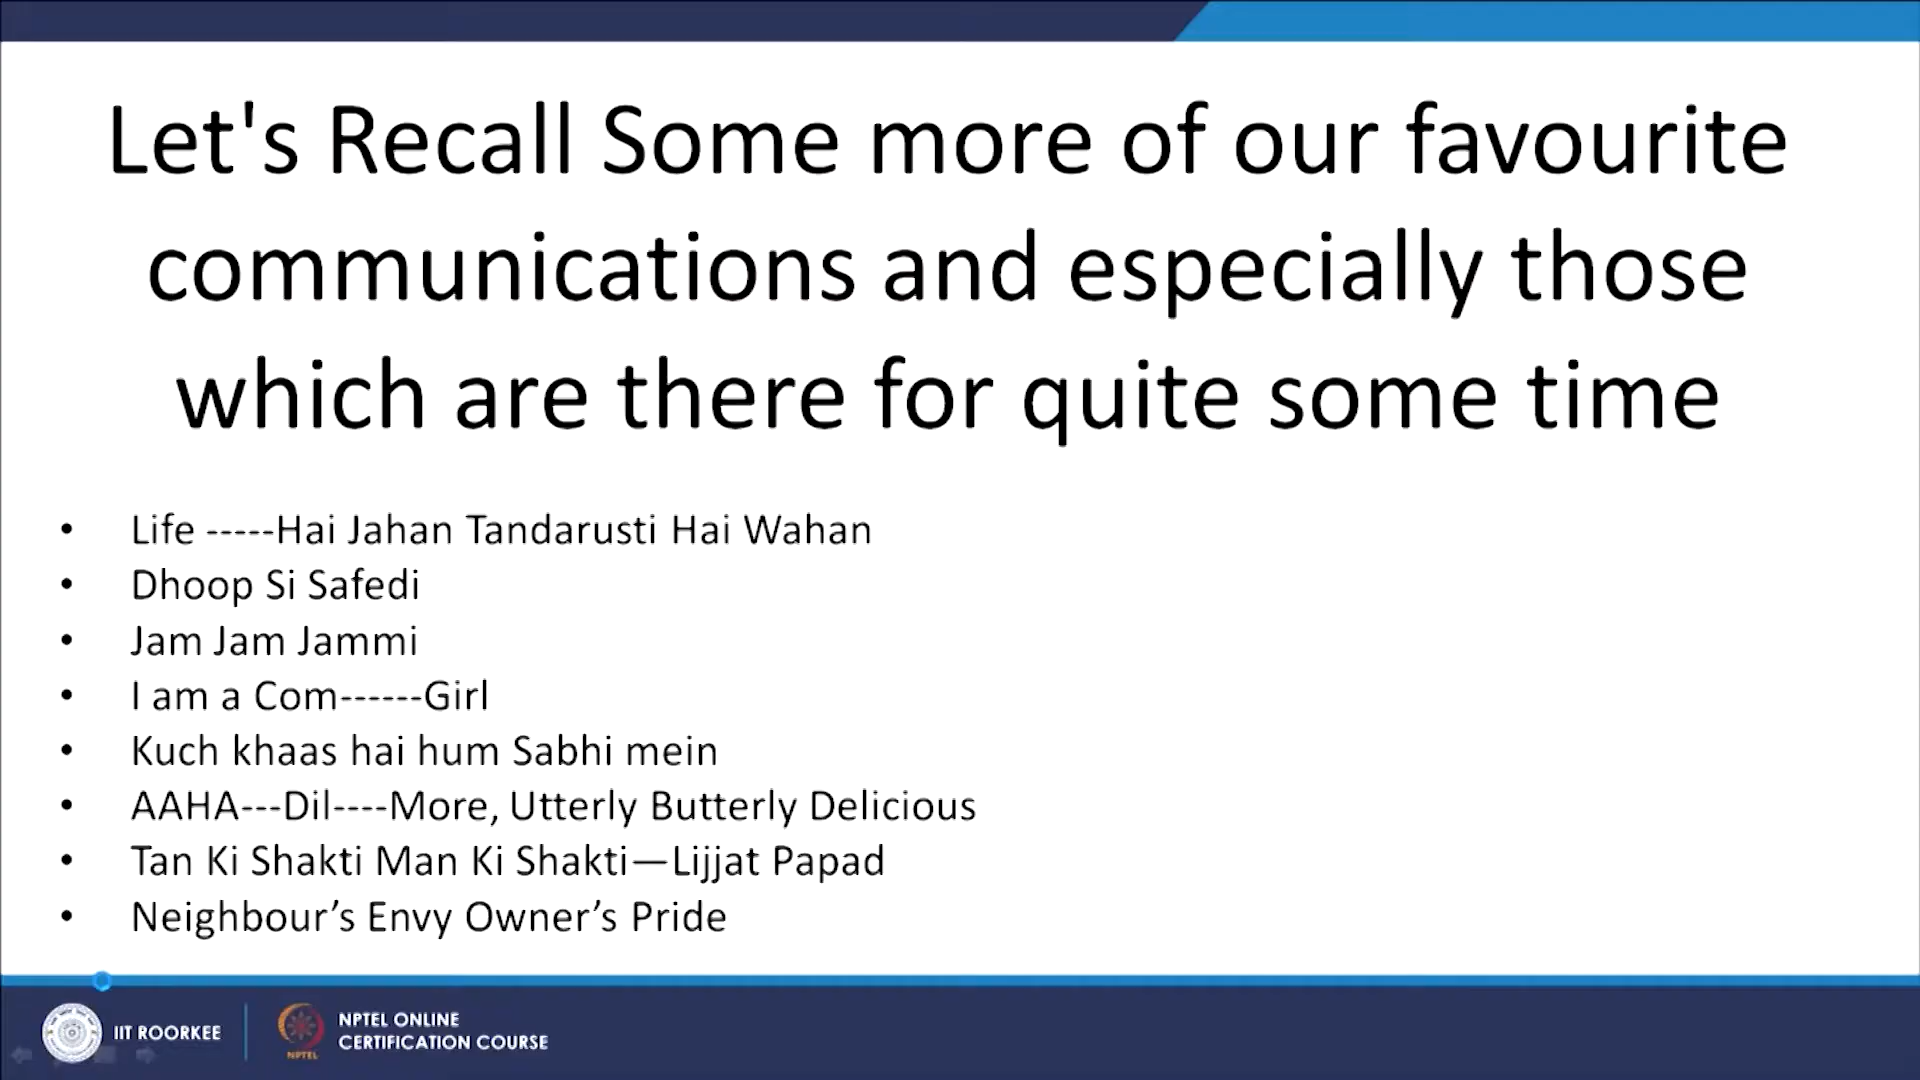 Let's Recall Some more of our favourite
communications and especially those
which are there for quite some time
• Life -----Hai Jahan Tandarusti Hai Wahan
• Dhoop Si Safedi
• Jam Jam Jammi
• I am a Com------Girl
• Kuch khaas hai hum Sabhi mein
• AAHA---Dil----More, Utterly Butterly Delicious
• Tan Ki Shakti Man Ki Shakti—Lijjat Papad
• Neighbour’s Envy Owner’s Pride
IIT ROORKEE
NPTEL
NPTEL ONLINE
CERTIFICATION COURSE